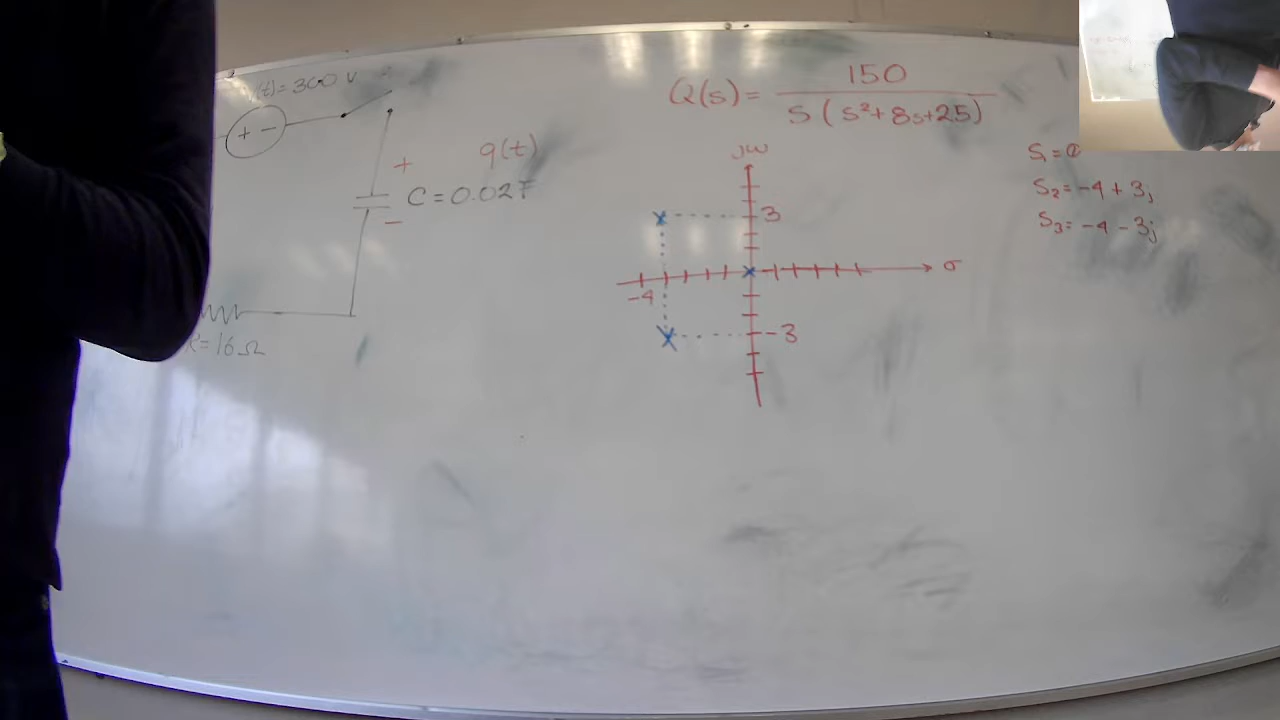 (t)=300 V
+ -
+
q(t)
C=0.02F
-
=16Ω
Q(s)= 150
S(S²+8s+25)
jω
3
σ
-4
-3
S₁=0
S₂=-4+3j
S₃=-4-3j